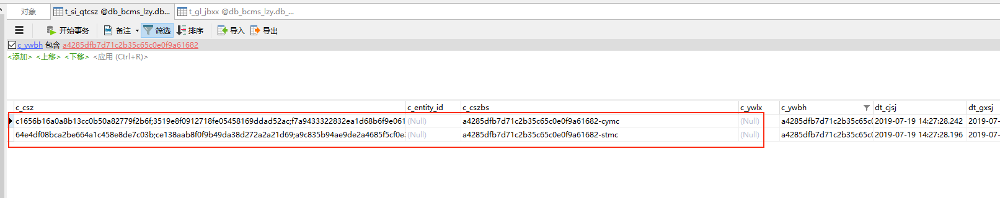 对象 t_si_qtcsz @db_bcms_lzy.db... t_gl_jbxx @db_bcms_lzy.db_...
开始事务 备注 筛选 排序 导入 导出
c_ywbh 包含 a4285dfb7d71c2b35c65c0e0f9a61682
<添加> <上移> <下移> <应用 (Ctrl+R)>
c_csz c_entity_id c_cszbs c_ywlx c_ywbh dt_cjsj dt_gxsj
c1656b16a0a8b13cc0b50a82779f2b6f;3519e8f0912718fe05458169ddad52ac;f7a9433322832ea1d68b6f9e061 (Null) a4285dfb7d71c2b35c65c0e0f9a61682-cymc (Null) a4285dfb7d71c2b35c65c0 2019-07-19 14:27:28.242 2019-07-
64e4df08bca2be664a1c458e8de7c03b;ce138aab8f0f9b49da38d272a2a21d69;a9c835b94ae9de2a4685f5cf0e3 (Null) a4285dfb7d71c2b35c65c0e0f9a61682-stmc (Null) a4285dfb7d71c2b35c65c0 2019-07-19 14:27:28.196 2019-07-